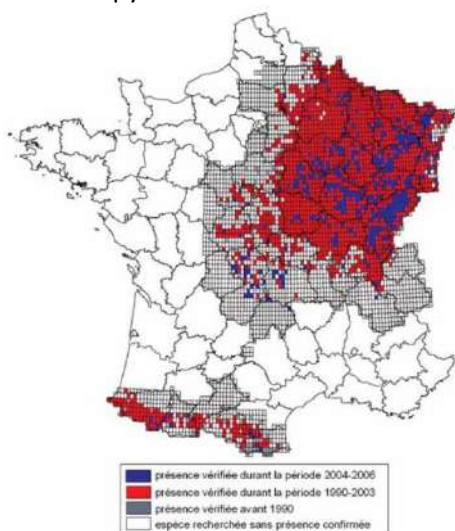 présence vérifiée durant la période 2004-2006
présence vérifiée durant la période 1990-2003
présence vérifiée avant 1990
espèce recherchée sans présence confirmée